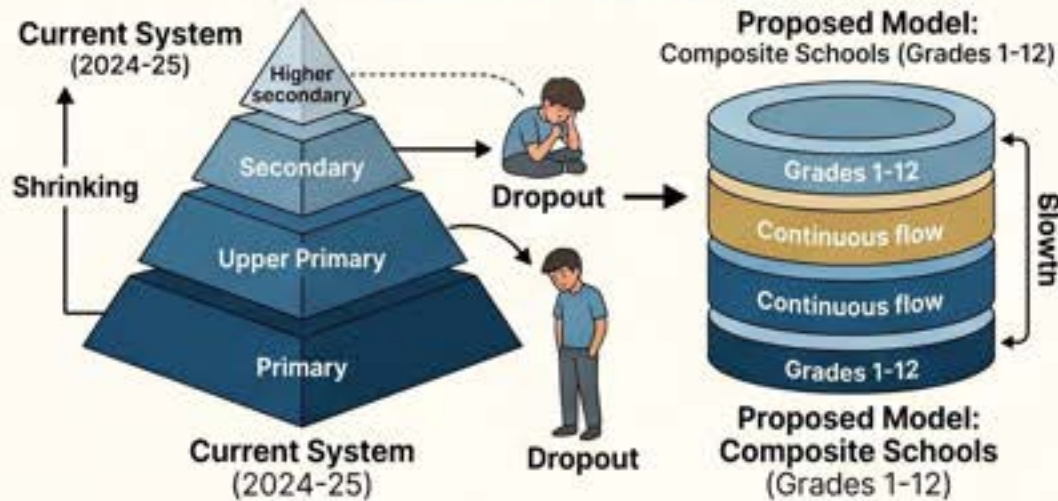 Current System
(2024-25)
Shrinking
Higher
secondary
Secondary
Upper Primary
Primary
Current System
(2024-25)
Dropout
Dropout
Proposed Model:
Composite Schools (Grades 1-12)
Grades 1-12
Continuous flow
Continuous flow
Grades 1-12
Slowtn
Proposed Model:
Composite Schools
(Grades 1-12)